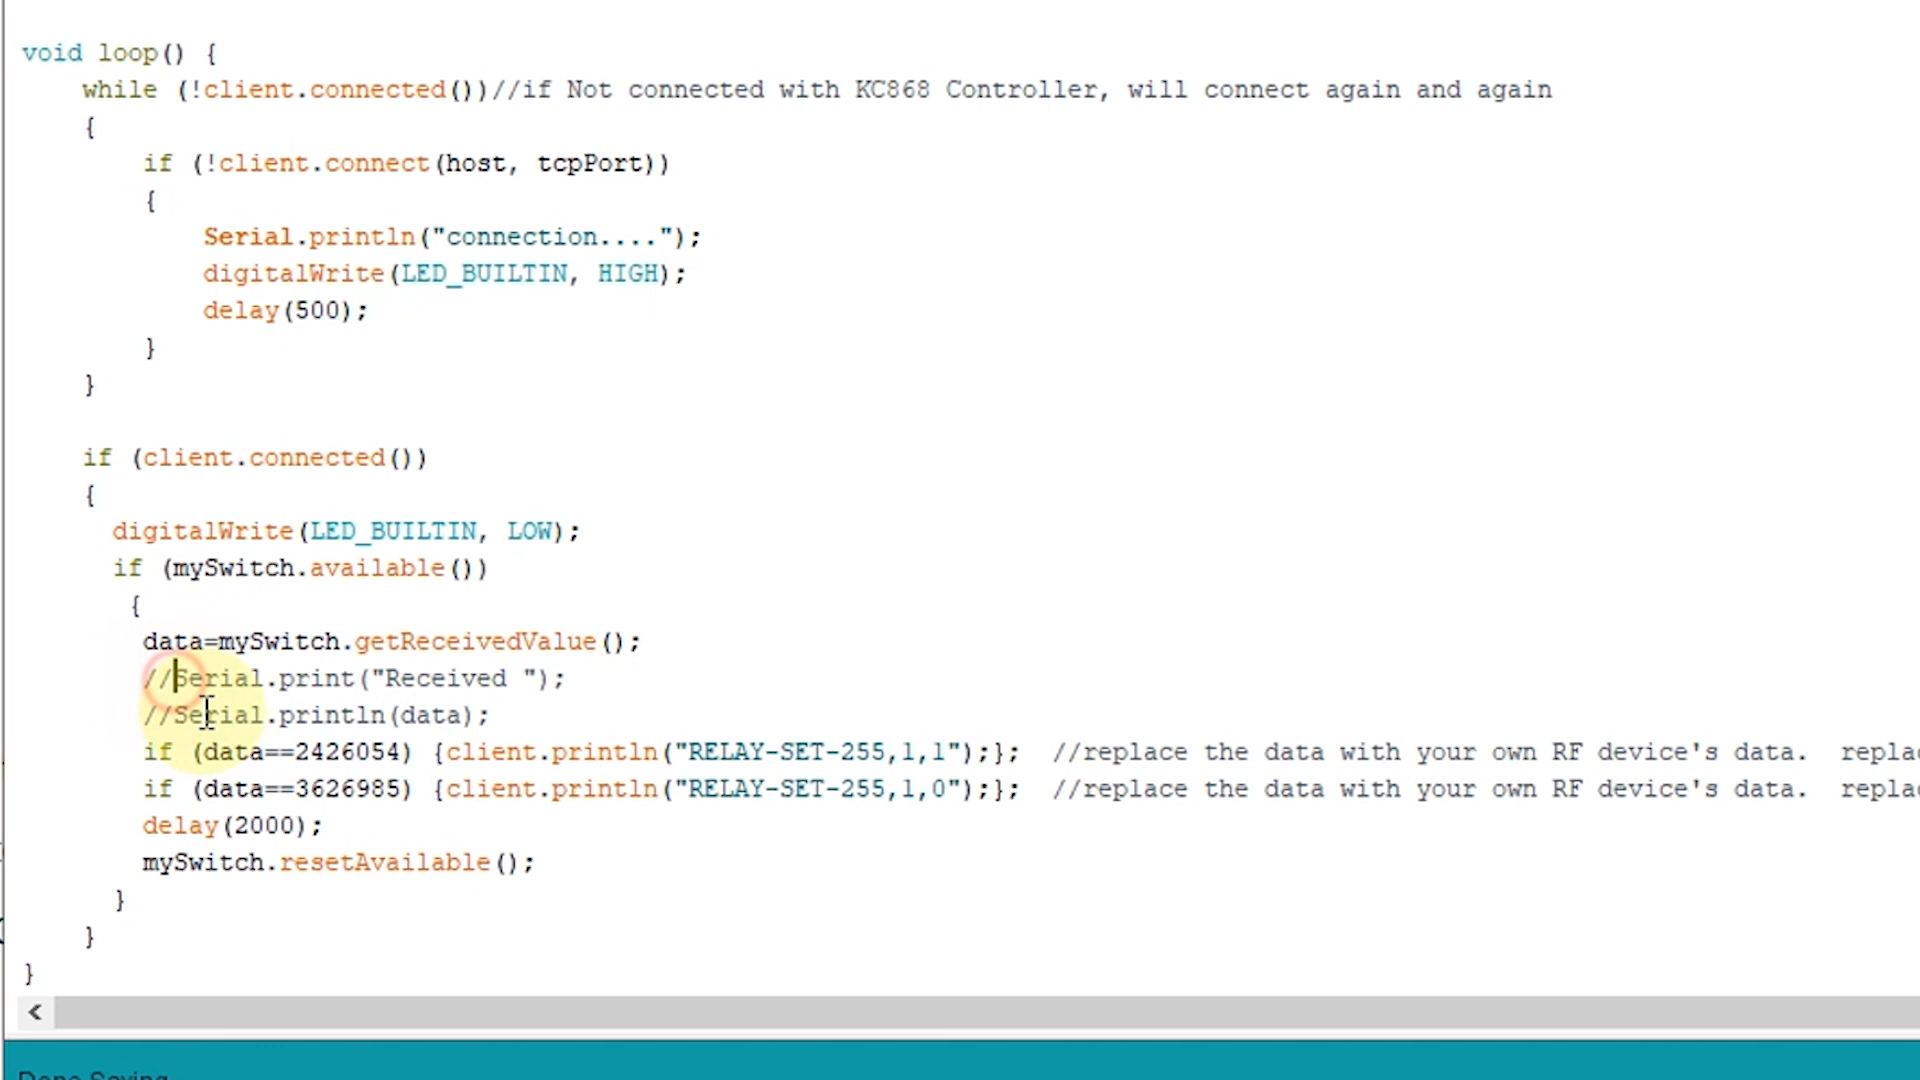 void loop() {
while (!client.connected())//if Not connected with KC868 Controller, will connect again and again
{
if (!client.connect(host, tcpPort))
{
Serial.println("connection....");
digitalWrite(LED_BUILTIN, HIGH);
delay(500);
}
}
if (client.connected())
{
digitalWrite(LED_BUILTIN, LOW);
if (mySwitch.available())
{
data=mySwitch.getReceivedValue();
//Serial.print("Received ");
//Serial.println(data);
if (data==2426054) {client.println("RELAY-SET-255,1,1");}; //replace the data with your own RF device's data. replac
if (data==3626985) {client.println("RELAY-SET-255,1,0");}; //replace the data with your own RF device's data. replac
delay(2000);
mySwitch.resetAvailable();
}
}
}
Done Saving.